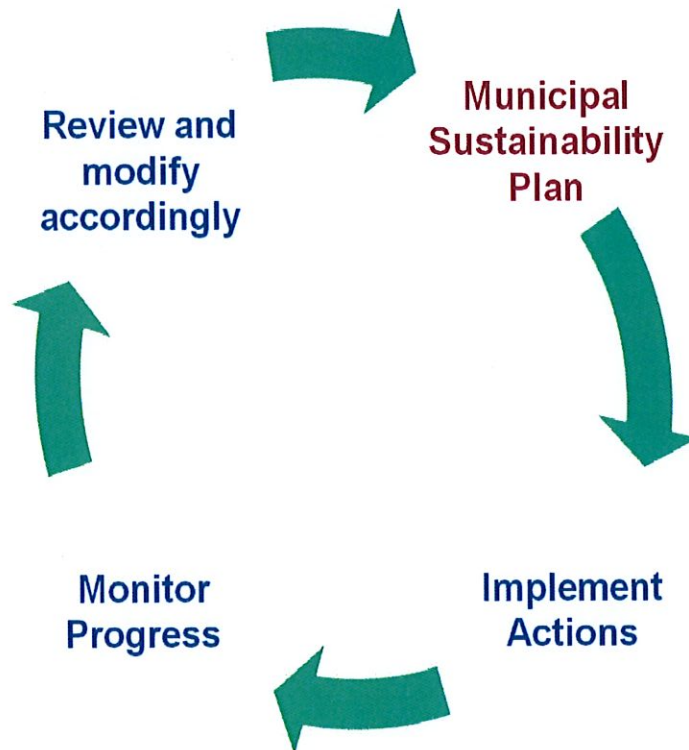 Review and
modify
accordingly
Municipal
Sustainability
Plan
Implement
Actions
Monitor
Progress